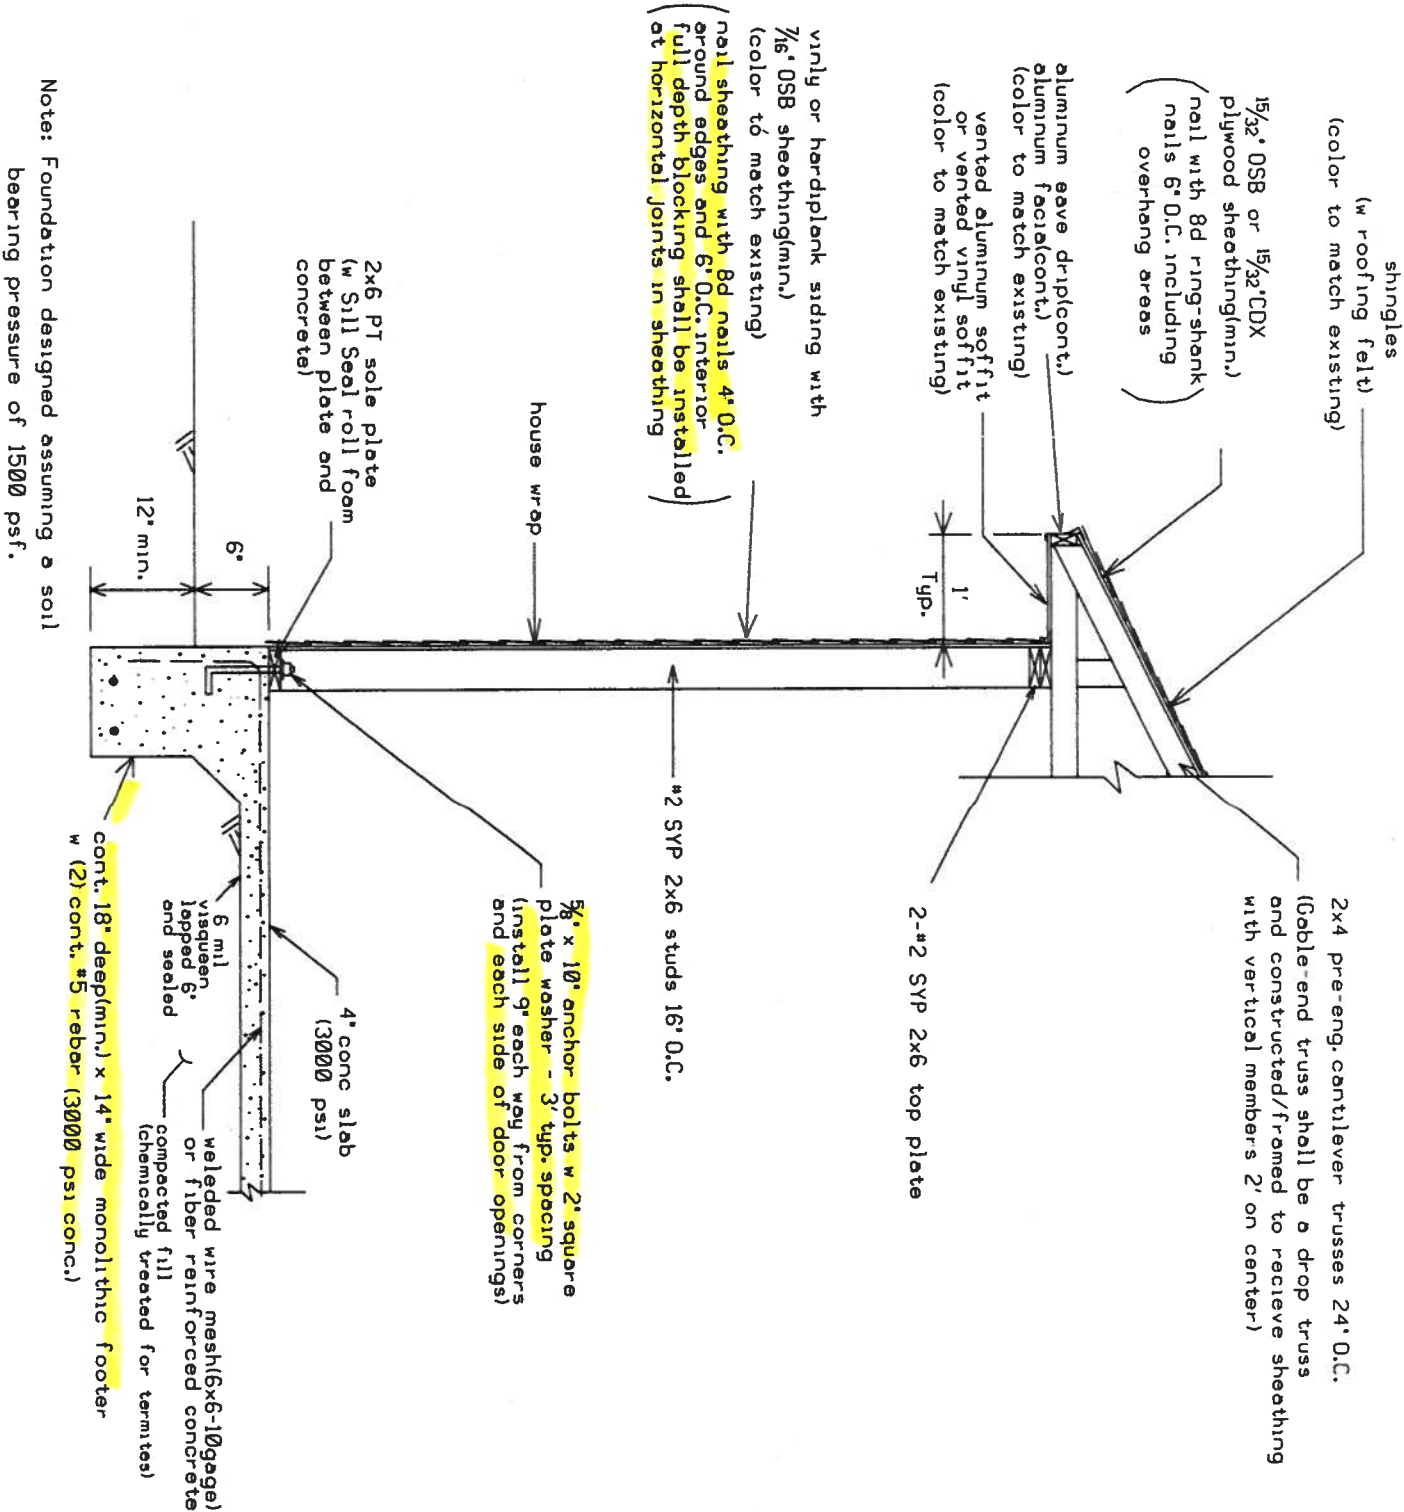 shingles
(w roofing felt)
(color to match existing)
15/32" OSB or 15/32"CDX
plywood sheathing(min.)
(nail with 8d ring-shank
nails 6" O.C. including
overhang areas)
aluminum eave drip(cont.)
aluminum facia(cont.)
(color to match existing)
vented aluminum soffit
or vented vinyl soffit
(color to match existing)
1'
Typ.
vinly or hardiplank siding with
7/16" OSB sheathing(min.)
(color to match existing)
(nail sheathing with 8d nails 4" O.C.
around edges and 6" O.C. interior
full depth blocking shall be installed
at horizontal joints in sheathing)
house wrap
2x6 PT sole plate
(w Sill Seal roll foam
between plate and
concrete)
6"
12" min.
2x4 pre-eng. cantilever trusses 24" O.C.
(Gable-end truss shall be a drop truss
and constructed/framed to recieve sheathing
with vertical members 2' on center)
2-#2 SYP 2x6 top plate
#2 SYP 2x6 studs 16" O.C.
5/8" x 10" anchor bolts w 2" square
plate washer - 3' typ. spacing
(install 9" each way from corners
and each side of door openings)
4" conc slab
(3000 psi)
6 mil
visqueen
lapped 6"
and sealed
weleded wire mesh(6x6-10gage)
or fiber reinforced concrete
compacted fill
(chemically treated for termites)
cont. 18" deep(min.) x 14" wide monolithic footer
w (2) cont. #5 rebar (3000 psi conc.)
Note: Foundation designed assuming a soil
bearing pressure of 1500 psf.